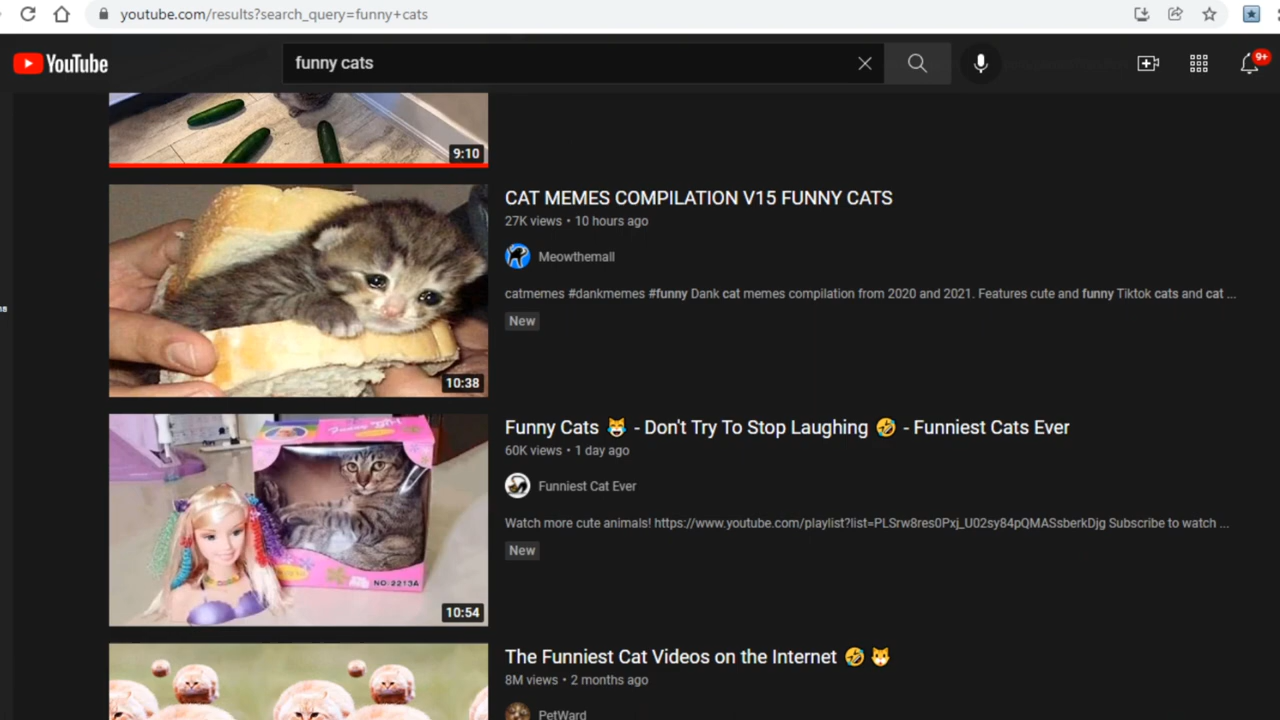 youtube.com/results?search_query=funny+cats
YouTube
funny cats
9+
9:10
CAT MEMES COMPILATION V15 FUNNY CATS
27K views • 10 hours ago
Meowthemall
catmemes #dankmemes #funny Dank cat memes compilation from 2020 and 2021. Features cute and funny Tiktok cats and cat ...
New
10:38
Funny Cats 😹 - Don't Try To Stop Laughing 🤣 - Funniest Cats Ever
60K views • 1 day ago
Funniest Cat Ever
Watch more cute animals! https://www.youtube.com/playlist?list=PLSrw8res0Pxj_U02sy84pQMASsberkDjg Subscribe to watch ...
New
NO:2213A
10:54
The Funniest Cat Videos on the Internet 🤣 🐱
8M views • 2 months ago
PetWard